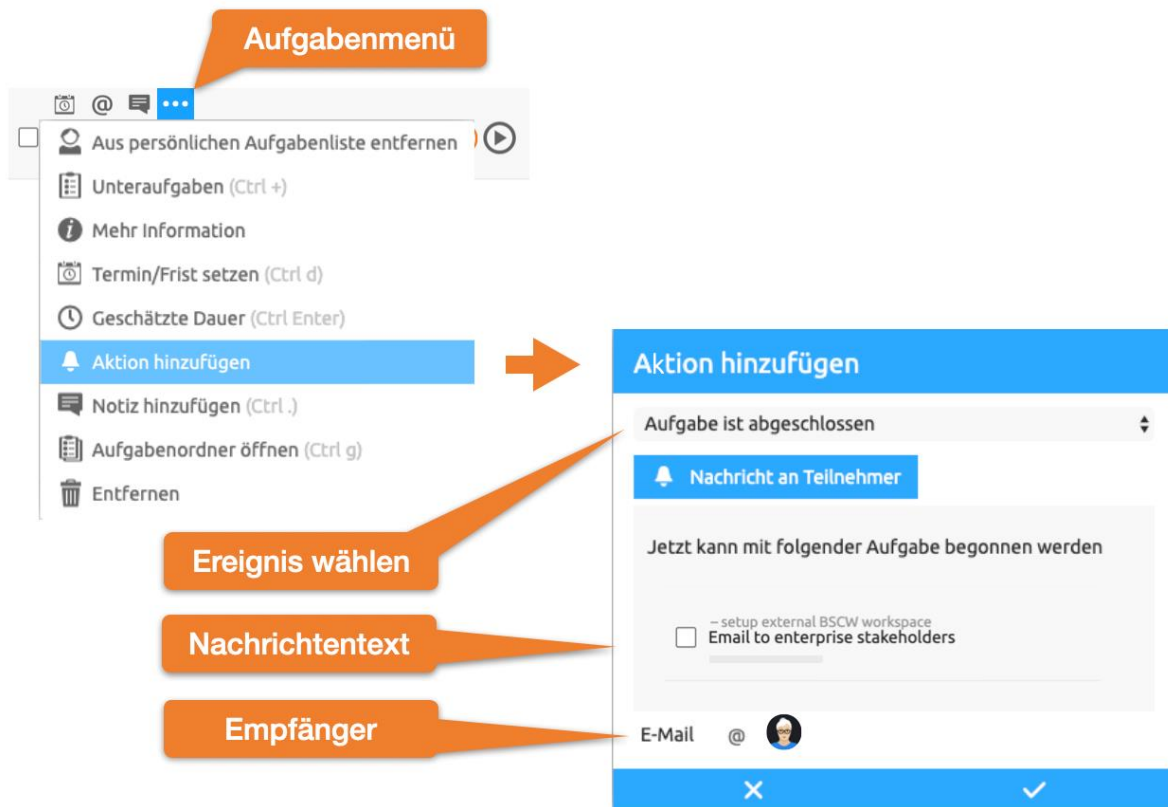 Aufgabenmenü
@
Aus persönlichen Aufgabenliste entfernen
Unteraufgaben (Ctrl +)
Mehr Information
Termin/Frist setzen (Ctrl d)
Geschätzte Dauer (Ctrl Enter)
Aktion hinzufügen
Notiz hinzufügen (Ctrl .)
Aufgabenordner öffnen (Ctrl g)
Entfernen
Aktion hinzufügen
Aufgabe ist abgeschlossen
Nachricht an Teilnehmer
Ereignis wählen
Jetzt kann mit folgender Aufgabe begonnen werden
Nachrichtentext
– setup external BSCW workspace
Email to enterprise stakeholders
Empfänger
E-Mail @